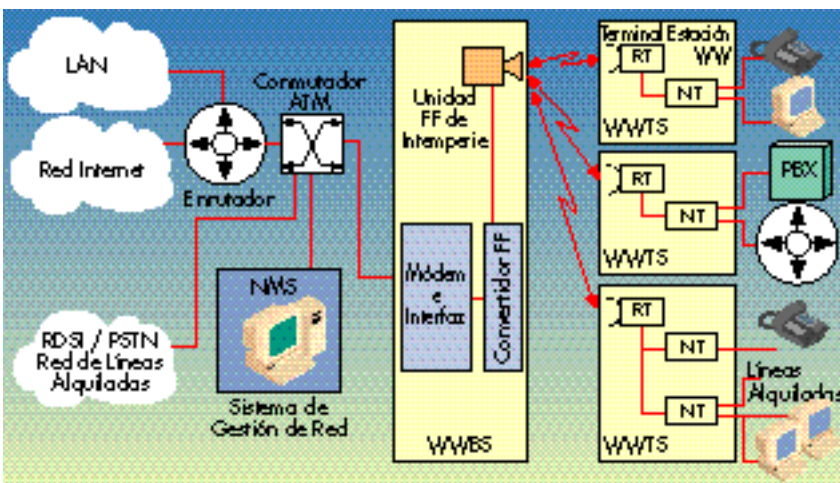 LAN
Red Internet
Enrutador
Conmutador
ATM
RDSI / PSTN
Red de Líneas
Alquiladas
NMS
Sistema de
Gestión de Red
Unidad
FF de
Intemperie
Módem
e
Interfaz
Convertidor FF
WWBS
Terminal Estación
WW
RT
NT
WWTS
RT
NT
WWTS
PBX
RT
NT
NT
WWTS
Líneas
Alquiladas